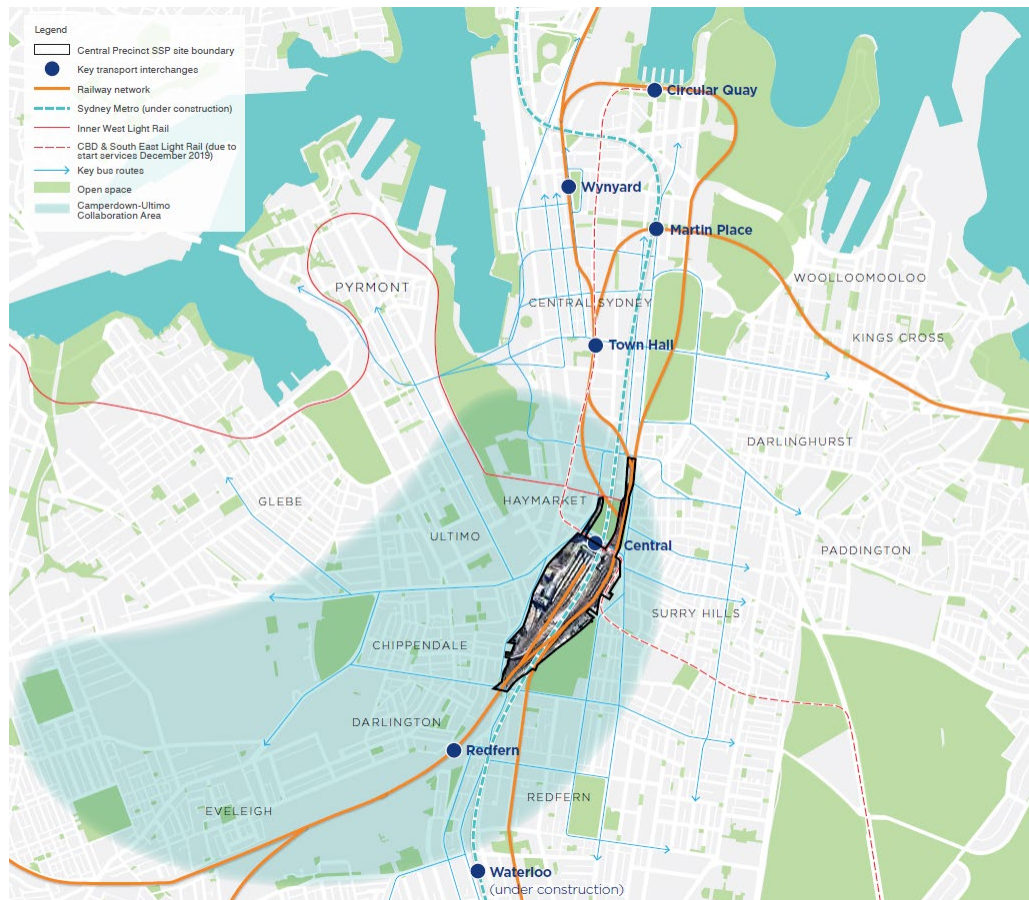 Legend
Central Precinct SSP site boundary
Key transport interchanges
Railway network
Sydney Metro (under construction)
Inner West Light Rail
CBD & South East Light Rail (due to
start services December 2019)
Key bus routes
Open space
Camperdown-Ultimo
Collaboration Area
Circular Quay
Wynyard
Martin Place
WOOLLOOMOOLOO
PYRMONT
CENTRAL SYDNEY
KINGS CROSS
Town Hall
DARLINGHURST
GLEBE
HAYMARKET
ULTIMO
Central
PADDINGTON
SURRY HILLS
CHIPPENDALE
DARLINGTON
Redfern
REDFERN
EVELEIGH
Waterloo
(under construction)